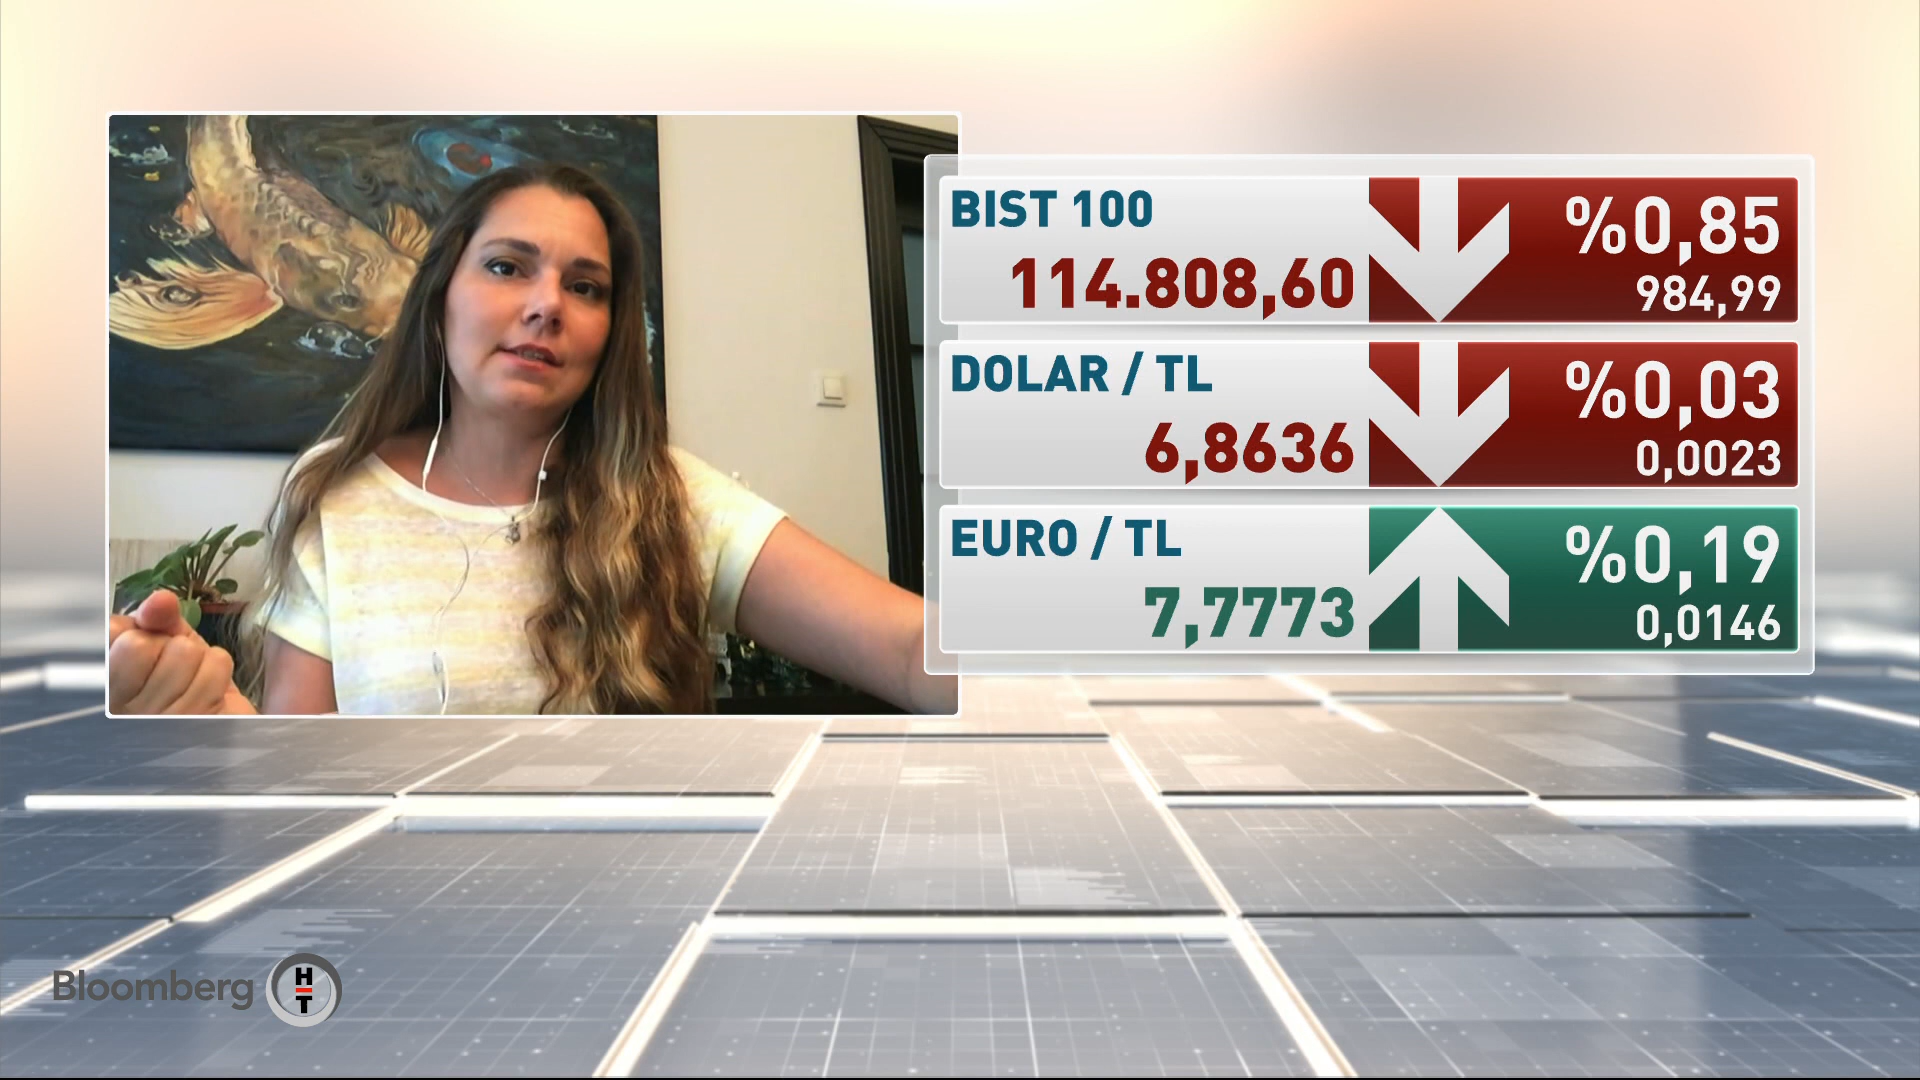 BIST 100
114.808,60
%0,85
984,99
DOLAR / TL
6,8636
%0,03
0,0023
EURO / TL
7,7773
%0,19
0,0146
Bloomberg HT